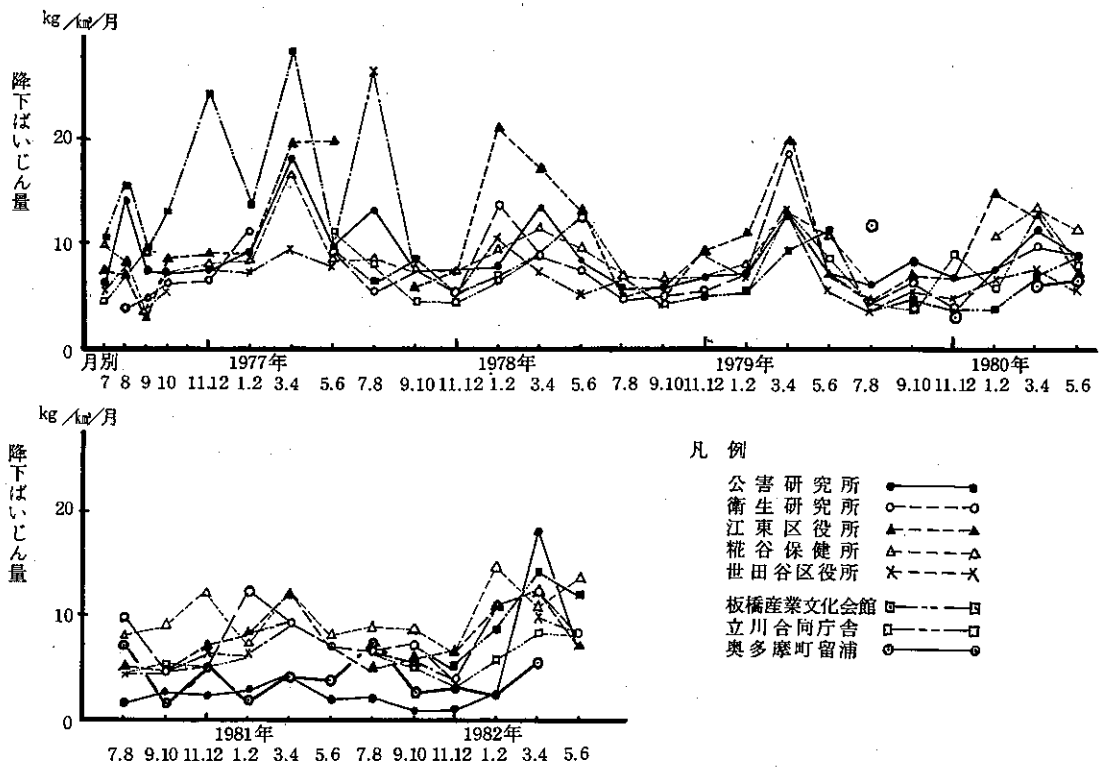 kg/km²/月
降下ばいじん量
20
10
0
月別 1977年 1978年 1979年 1980年
7 8 9 10 11.12 1.2 3.4 5.6 7.8 9.10 11.12 1.2 3.4 5.6 7.8 9.10 11.12 1.2 3.4 5.6 7.8 9.10 11.12 1.2 3.4 5.6
kg/km²/月
降下ばいじん量
20
10
0
1981年 1982年
7.8 9.10 11.12 1.2 3.4 5.6 7.8 9.10 11.12 1.2 3.4 5.6
凡例
公害研究所
衛生研究所
江東区役所
糀谷保健所
世田谷区役所
板橋産業文化会館
立川合同庁舎
奥多摩町留浦